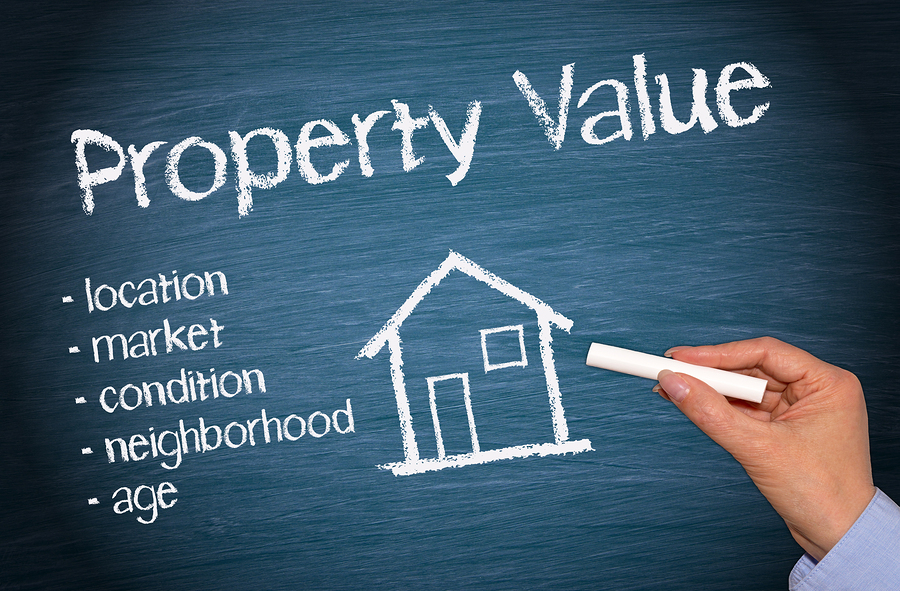 Property Value
- location
- market
- condition
- neighborhood
- age